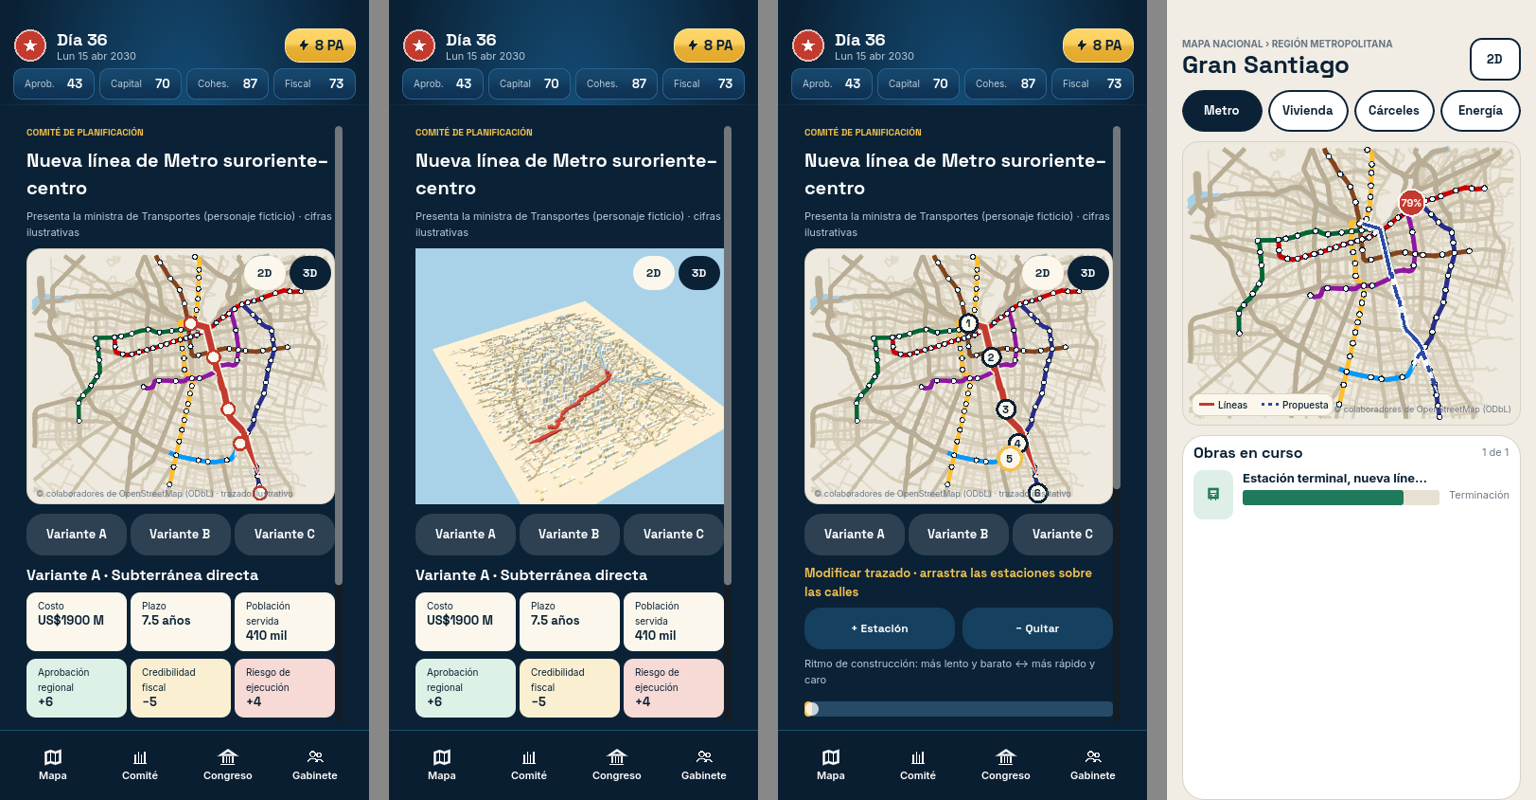 Día 36
Lun 15 abr 2030
8 PA
Aprob. 43
Capital 70
Cohes. 87
Fiscal 73
COMITÉ DE PLANIFICACIÓN
Nueva línea de Metro suroriente–
centro
Presenta la ministra de Transportes (personaje ficticio) · cifras
ilustrativas
2D
3D
© colaboradores de OpenStreetMap (ODbL) · trazado ilustrativo
Variante A
Variante B
Variante C
Variante A · Subterránea directa
Costo
US$1900 M
Plazo
7.5 años
Población
servida
410 mil
Aprobación
regional
+6
Credibilidad
fiscal
−5
Riesgo de
ejecución
+4
Mapa
Comité
Congreso
Gabinete
Día 36
Lun 15 abr 2030
8 PA
Aprob. 43
Capital 70
Cohes. 87
Fiscal 73
COMITÉ DE PLANIFICACIÓN
Nueva línea de Metro suroriente–
centro
Presenta la ministra de Transportes (personaje ficticio) · cifras
ilustrativas
2D
3D
Variante A
Variante B
Variante C
Variante A · Subterránea directa
Costo
US$1900 M
Plazo
7.5 años
Población
servida
410 mil
Aprobación
regional
+6
Credibilidad
fiscal
−5
Riesgo de
ejecución
+4
Mapa
Comité
Congreso
Gabinete
Día 36
Lun 15 abr 2030
8 PA
Aprob. 43
Capital 70
Cohes. 87
Fiscal 73
COMITÉ DE PLANIFICACIÓN
Nueva línea de Metro suroriente–
centro
Presenta la ministra de Transportes (personaje ficticio) · cifras
ilustrativas
2D
3D
1
2
3
4
5
6
© colaboradores de OpenStreetMap (ODbL) · trazado ilustrativo
Variante A
Variante B
Variante C
Modificar trazado · arrastra las estaciones sobre
las calles
+ Estación
− Quitar
Ritmo de construcción: más lento y barato ↔ más rápido y
caro
Mapa
Comité
Congreso
Gabinete
MAPA NACIONAL › REGIÓN METROPOLITANA
Gran Santiago
2D
Metro
Vivienda
Cárceles
Energía
79%
Líneas
Propuesta
© colaboradores de OpenStreetMap (ODbL)
Obras en curso
1 de 1
Estación terminal, nueva líne…
Terminación